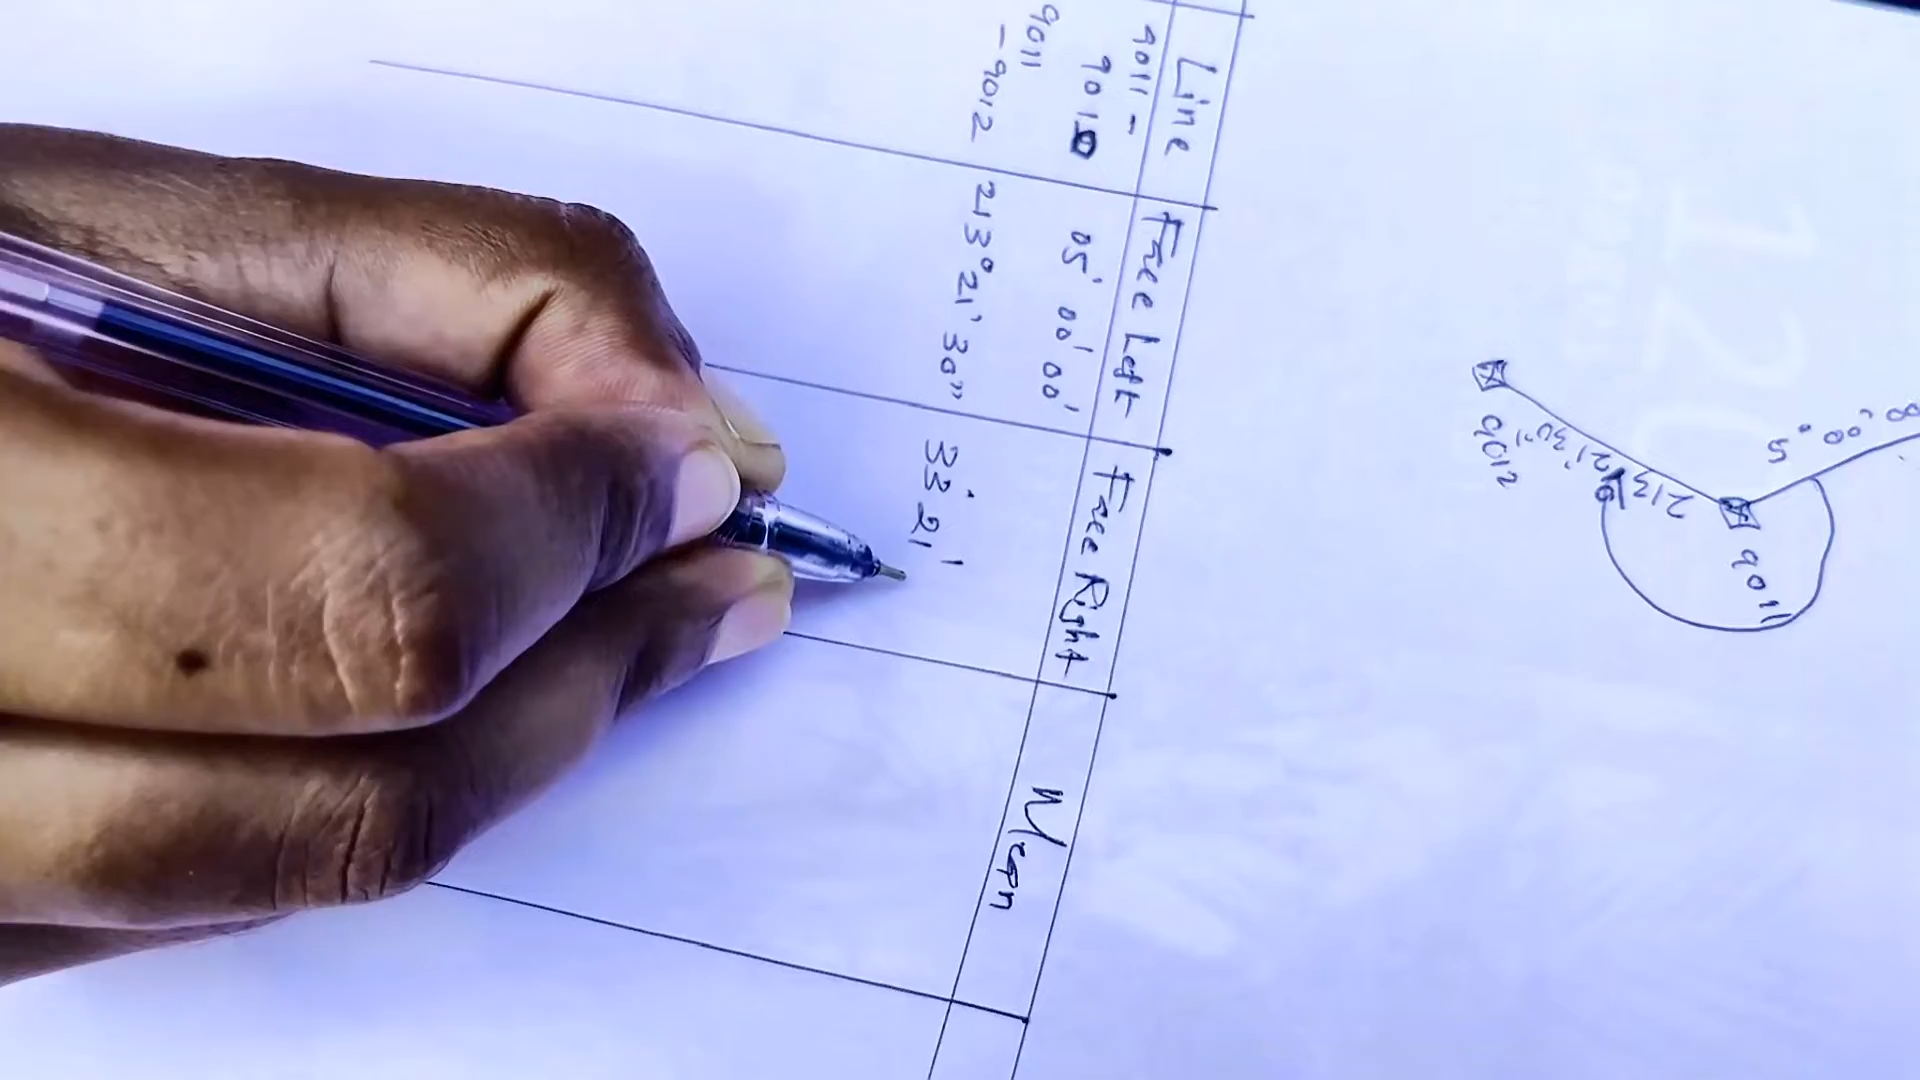 Line Face Left Face Right Mean
9011 -
9010 05' 00' 00'
9011
-9012 213° 21' 30" 33° 21'
9012
213° 21' 30"
5° 00'
9011